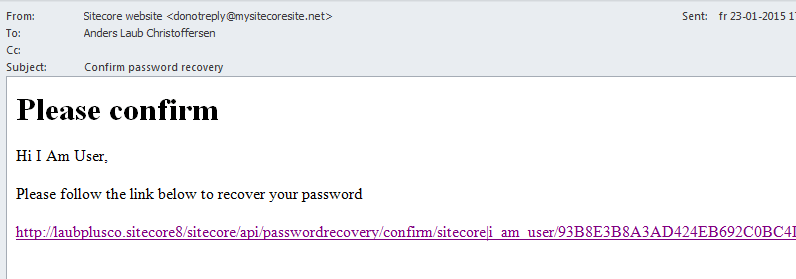 From: Sitecore website <donotreply@mysitecoresite.net> Sent: fr 23-01-2015 1
To: Anders Laub Christoffersen
Cc:
Subject: Confirm password recovery
Please confirm
Hi I Am User,
Please follow the link below to recover your password
http://laubplusco.sitecore8/sitecore/api/passwordrecovery/confirm/sitecore|i_am_user/93B8E3B8A3AD424EB692C0BC4